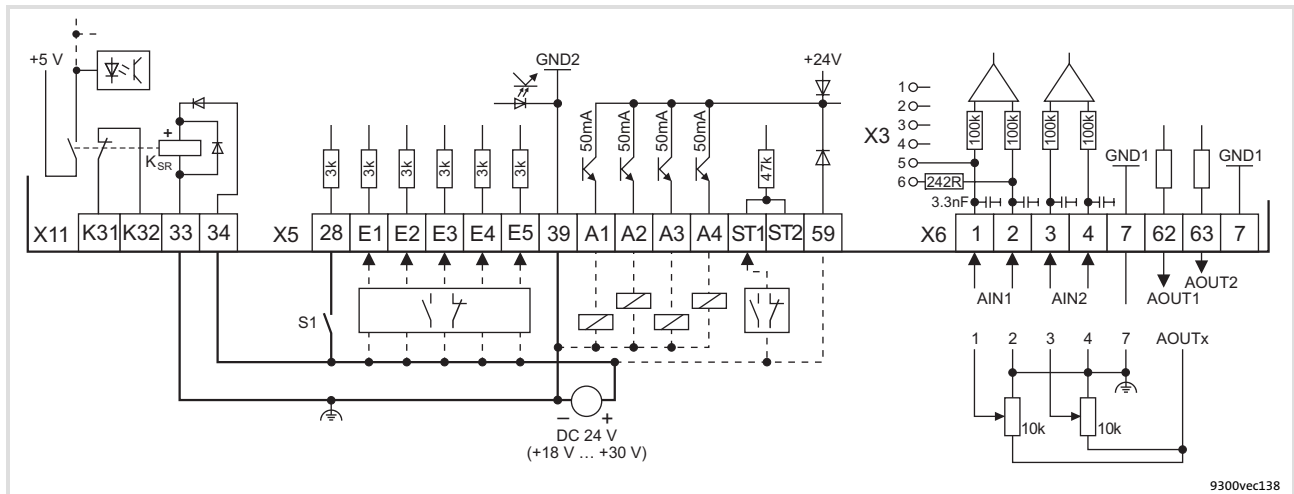 +5 V
+
K_SR
X11 K31 K32 33 34
GND2
+24V
3k 3k 3k 3k 3k 3k
50mA 50mA 50mA 50mA
47k
X5 28 E1 E2 E3 E4 E5 39 A1 A2 A3 A4 ST1 ST2 59
S1
– +
DC 24 V
(+18 V ... +30 V)
X3
1
2
3
4
5
6
242R
100k 100k 100k 100k
3.3nF
GND1 GND1
X6 1 2 3 4 7 62 63 7
AIN1 AIN2 AOUT1 AOUT2
1 2 3 4 7 AOUTx
10k 10k
9300vec138